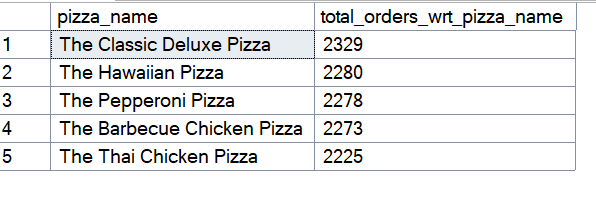 pizza_name total_orders_wrt_pizza_name
1 The Classic Deluxe Pizza 2329
2 The Hawaiian Pizza 2280
3 The Pepperoni Pizza 2278
4 The Barbecue Chicken Pizza 2273
5 The Thai Chicken Pizza 2225